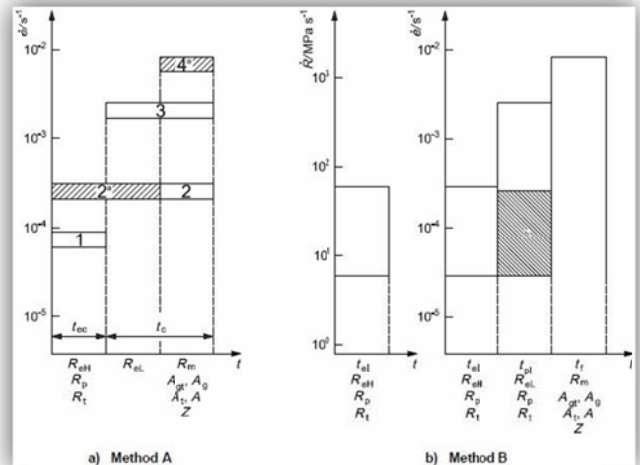 ė/s⁻¹
10⁻²
10⁻³
10⁻⁴
10⁻⁵
4ª
3
2ª
2
1
t_ec
t_c
R_eH
R_p
R_t
R_eL
R_m
A_gt, A_g
A_t, A
Z
t
a) Method A
Ṙ/MPa s⁻¹
10¹
10²
10¹
10⁰
t_el
R_eH
R_p
R_t
ė/s⁻¹
10⁻²
10⁻³
10⁻⁴
10⁻⁵
t_el
R_eH
R_p
R_t
t_pl
R_eL
R_p
R_t
t_f
R_m
A_gt, A_g
A_t, A
Z
t
b) Method B